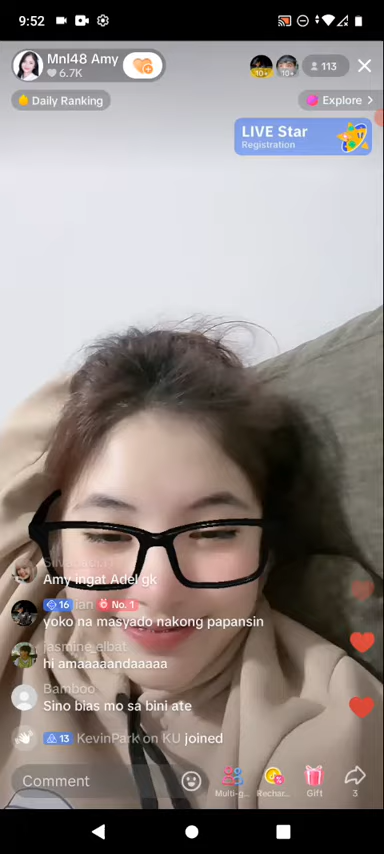 9:52
Mnl48 Amy
6.7K
10+
10+
113
Daily Ranking
Explore
LIVE Star
Registration
Amy ingat Adel gk
16 ian No. 1
yoko na masyado nakong papansin
jasmine_elbat
hi amaaaaandaaaaa
Bamboo
Sino bias mo sa bini ate
13 KevinPark on KU joined
Comment
Multi-g...
Rechar...
Gift
3